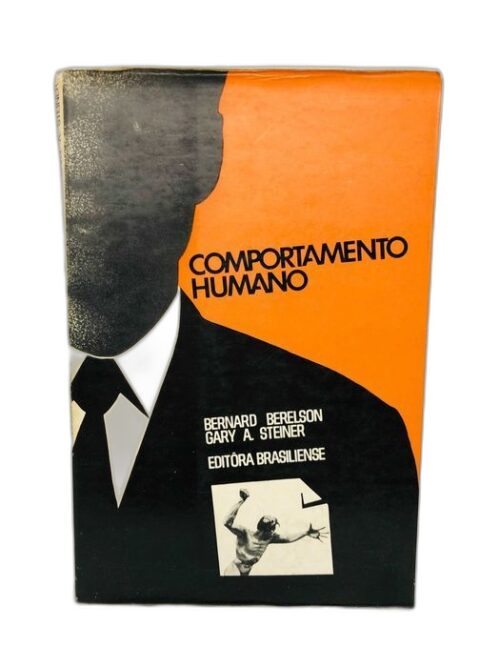 COMPORTAMENTO
HUMANO
BERNARD BERELSON
GARY A. STEINER
EDITÔRA BRASILIENSE